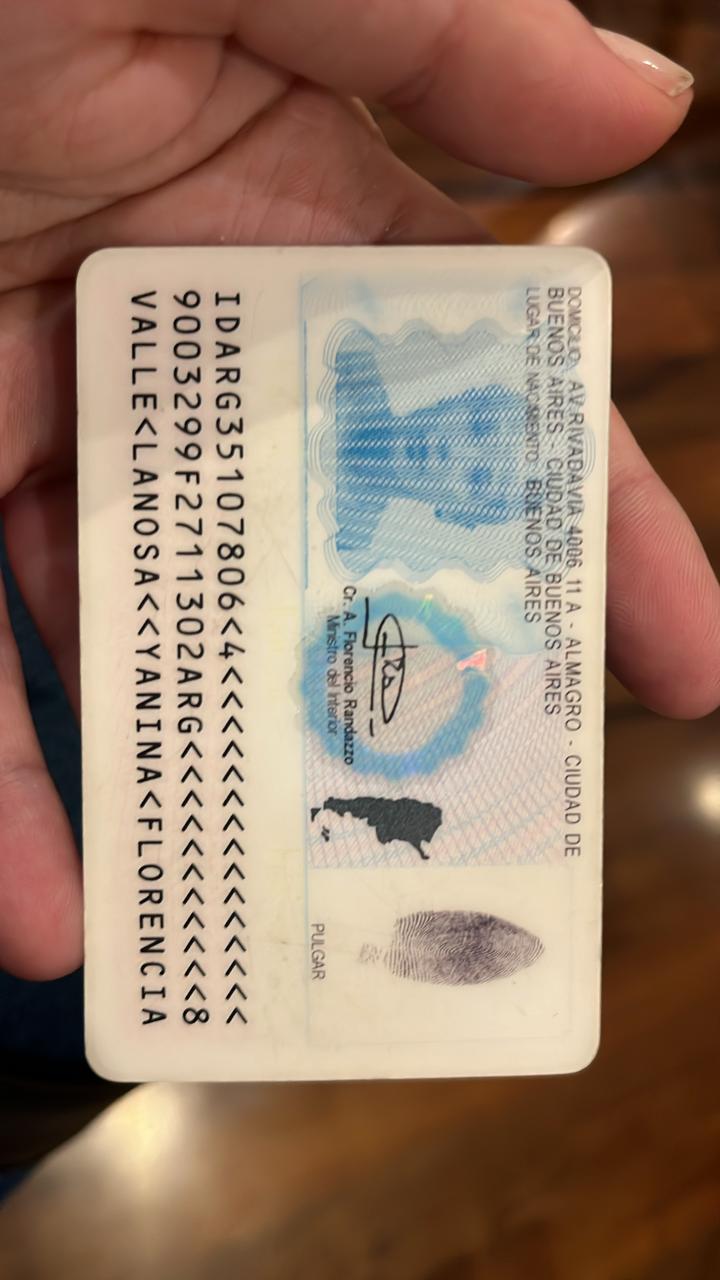 DOMICILIO: AV RIVADAVIA 4006 11 A - ALMAGRO - CIUDAD DE
BUENOS AIRES - CIUDAD DE BUENOS AIRES
LUGAR DE NACIMIENTO: BUENOS AIRES
Cr. A. Florencio Randazzo
Ministro del Interior
PULGAR
IDARG35107806<4<<<<<<<<<<<<<<<
9003299F2711302ARG<<<<<<<<<<<8
VALLE<LANOSA<<YANINA<FLORENCIA